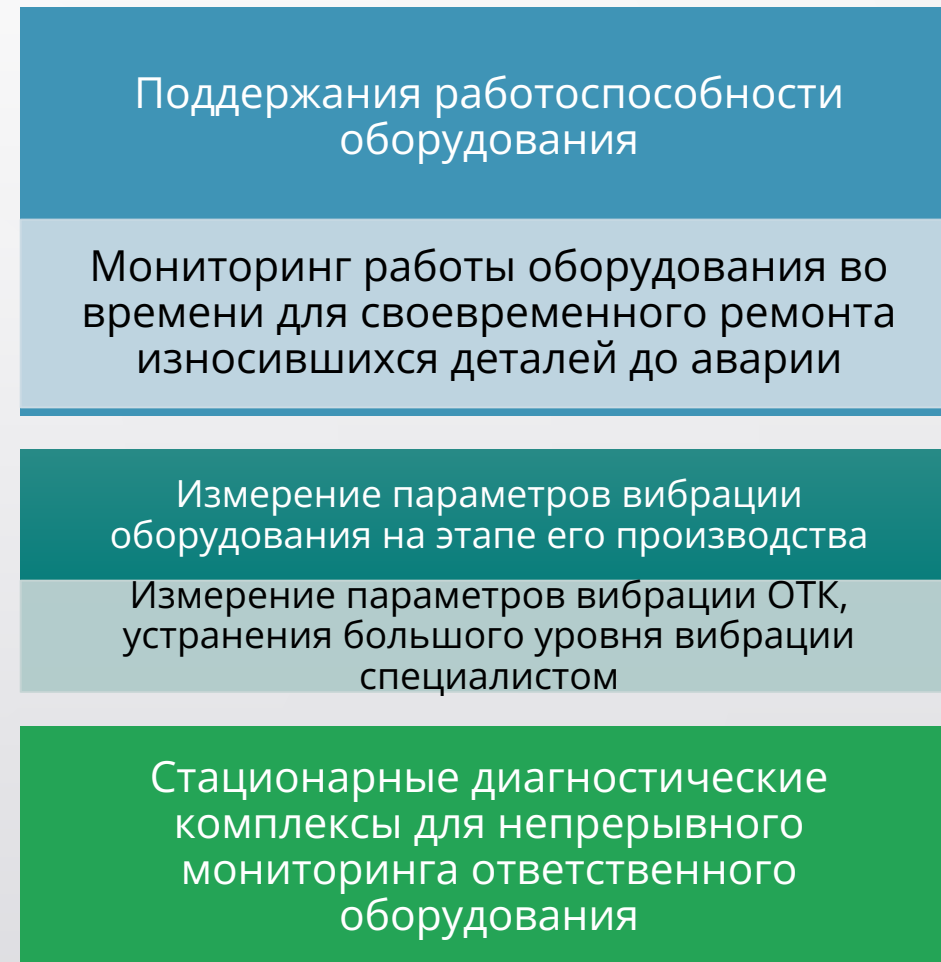 Поддержания работоспособности
оборудования
Мониторинг работы оборудования во
времени для своевременного ремонта
износившихся деталей до аварии
Измерение параметров вибрации
оборудования на этапе его производства
Измерение параметров вибрации ОТК,
устранения большого уровня вибрации
специалистом
Стационарные диагностические
комплексы для непрерывного
мониторинга ответственного
оборудования